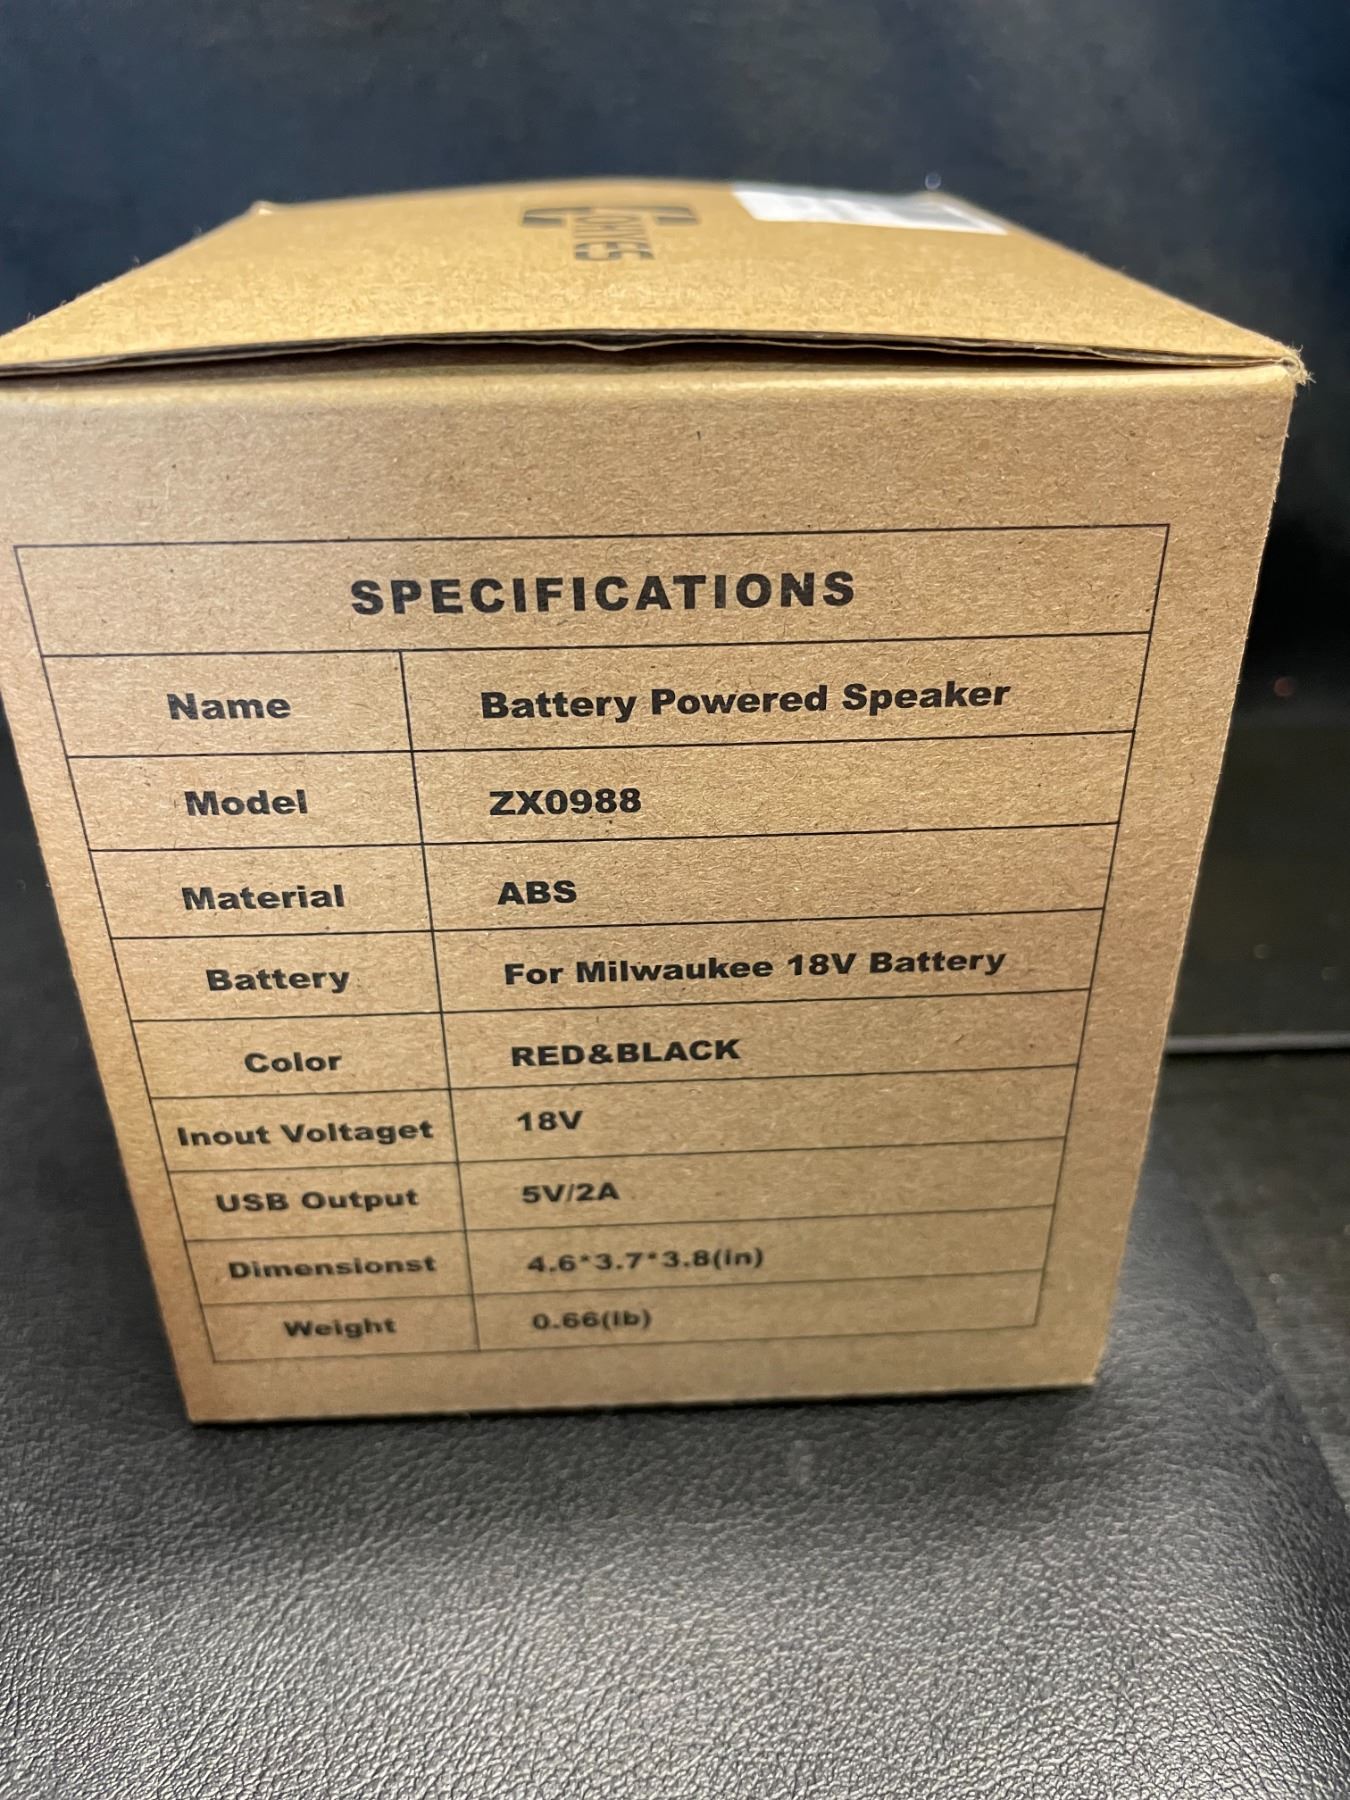 SPECIFICATIONS
Name Battery Powered Speaker
Model ZX0988
Material ABS
Battery For Milwaukee 18V Battery
Color RED&BLACK
Inout Voltaget 18V
USB Output 5V/2A
Dimensionst 4.6*3.7*3.8(in)
Weight 0.66(lb)